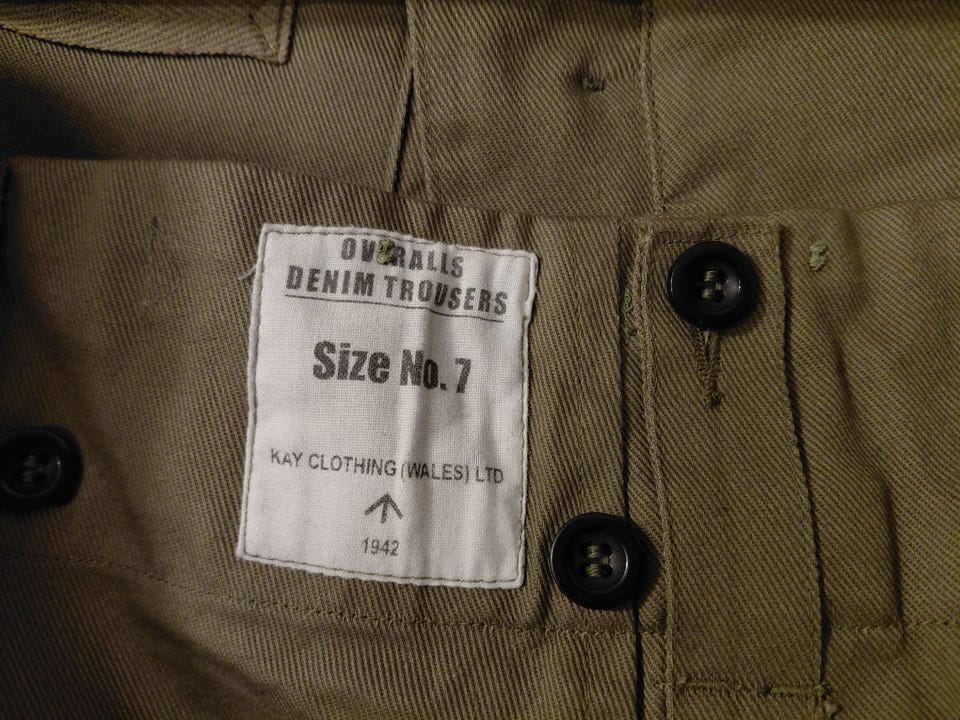 OVERALLS
DENIM TROUSERS
Size No. 7
KAY CLOTHING (WALES) LTD
1942